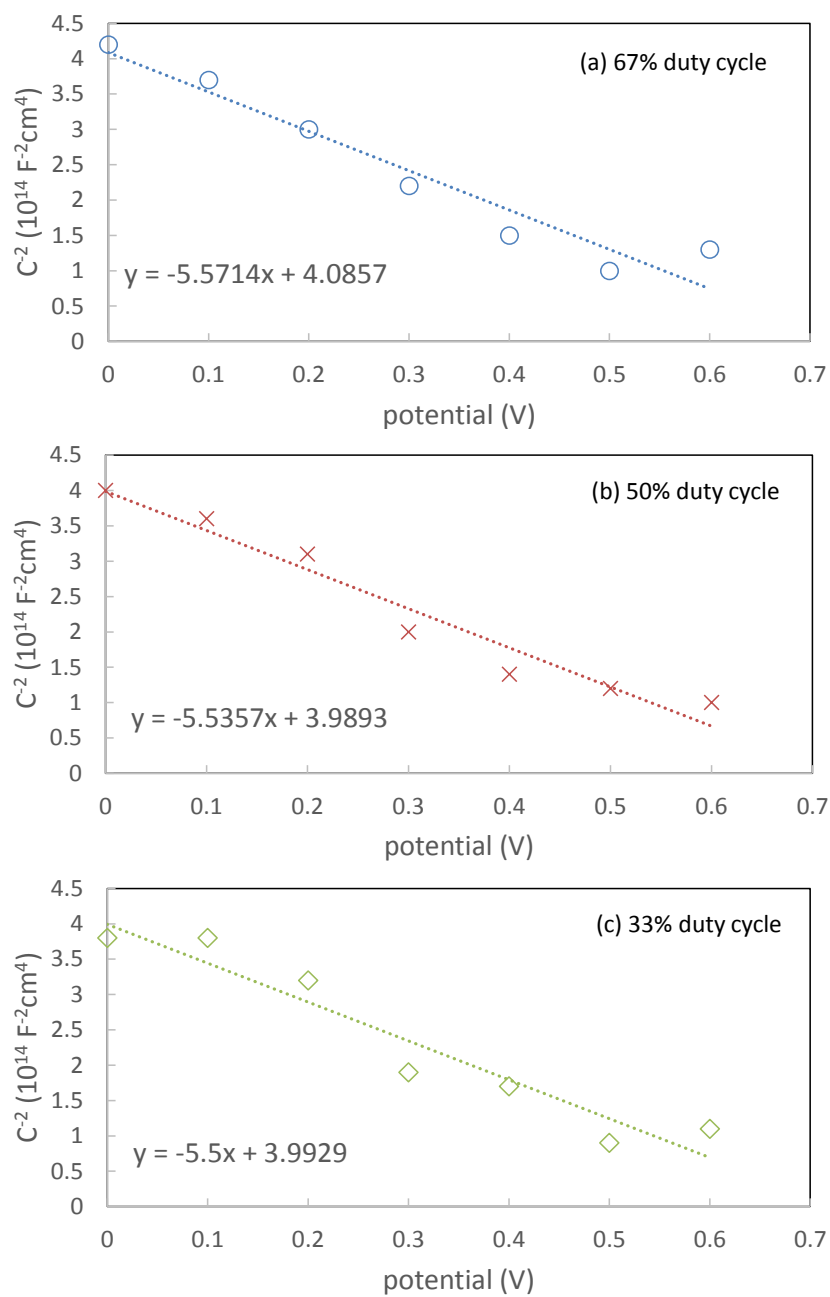 4.5
(a) 67% duty cycle
4
3.5
3
2.5
2
1.5
1
0.5
0
C⁻² (10¹⁴ F⁻²cm⁴)
y = -5.5714x + 4.0857
0 0.1 0.2 0.3 0.4 0.5 0.6 0.7
potential (V)
4.5
(b) 50% duty cycle
4
3.5
3
2.5
2
1.5
1
0.5
0
C⁻² (10¹⁴ F⁻²cm⁴)
y = -5.5357x + 3.9893
0 0.1 0.2 0.3 0.4 0.5 0.6 0.7
potential (V)
4.5
(c) 33% duty cycle
4
3.5
3
2.5
2
1.5
1
0.5
0
C⁻² (10¹⁴ F⁻²cm⁴)
y = -5.5x + 3.9929
0 0.1 0.2 0.3 0.4 0.5 0.6 0.7
potential (V)